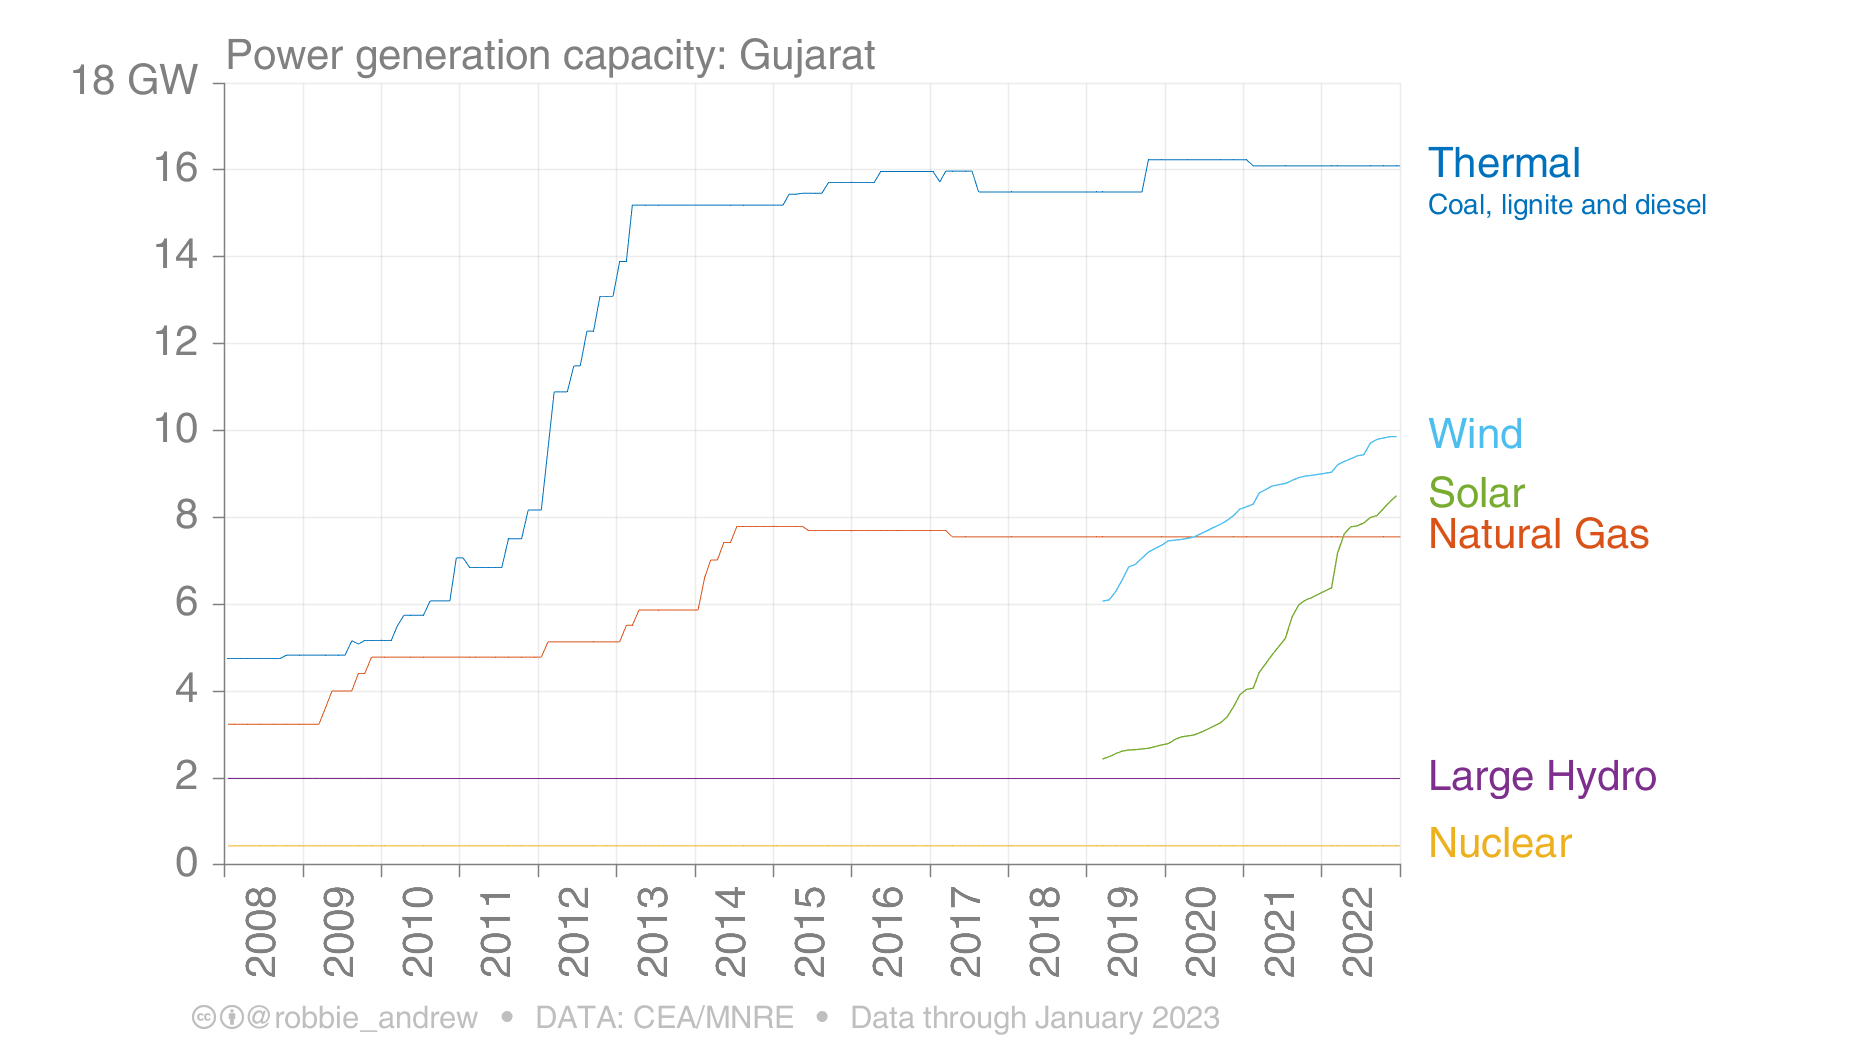 Power generation capacity: Gujarat
18 GW
16
14
12
10
8
6
4
2
0
Thermal
Coal, lignite and diesel
Wind
Solar
Natural Gas
Large Hydro
Nuclear
2008 2009 2010 2011 2012 2013 2014 2015 2016 2017 2018 2019 2020 2021 2022
@robbie_andrew • DATA: CEA/MNRE • Data through January 2023